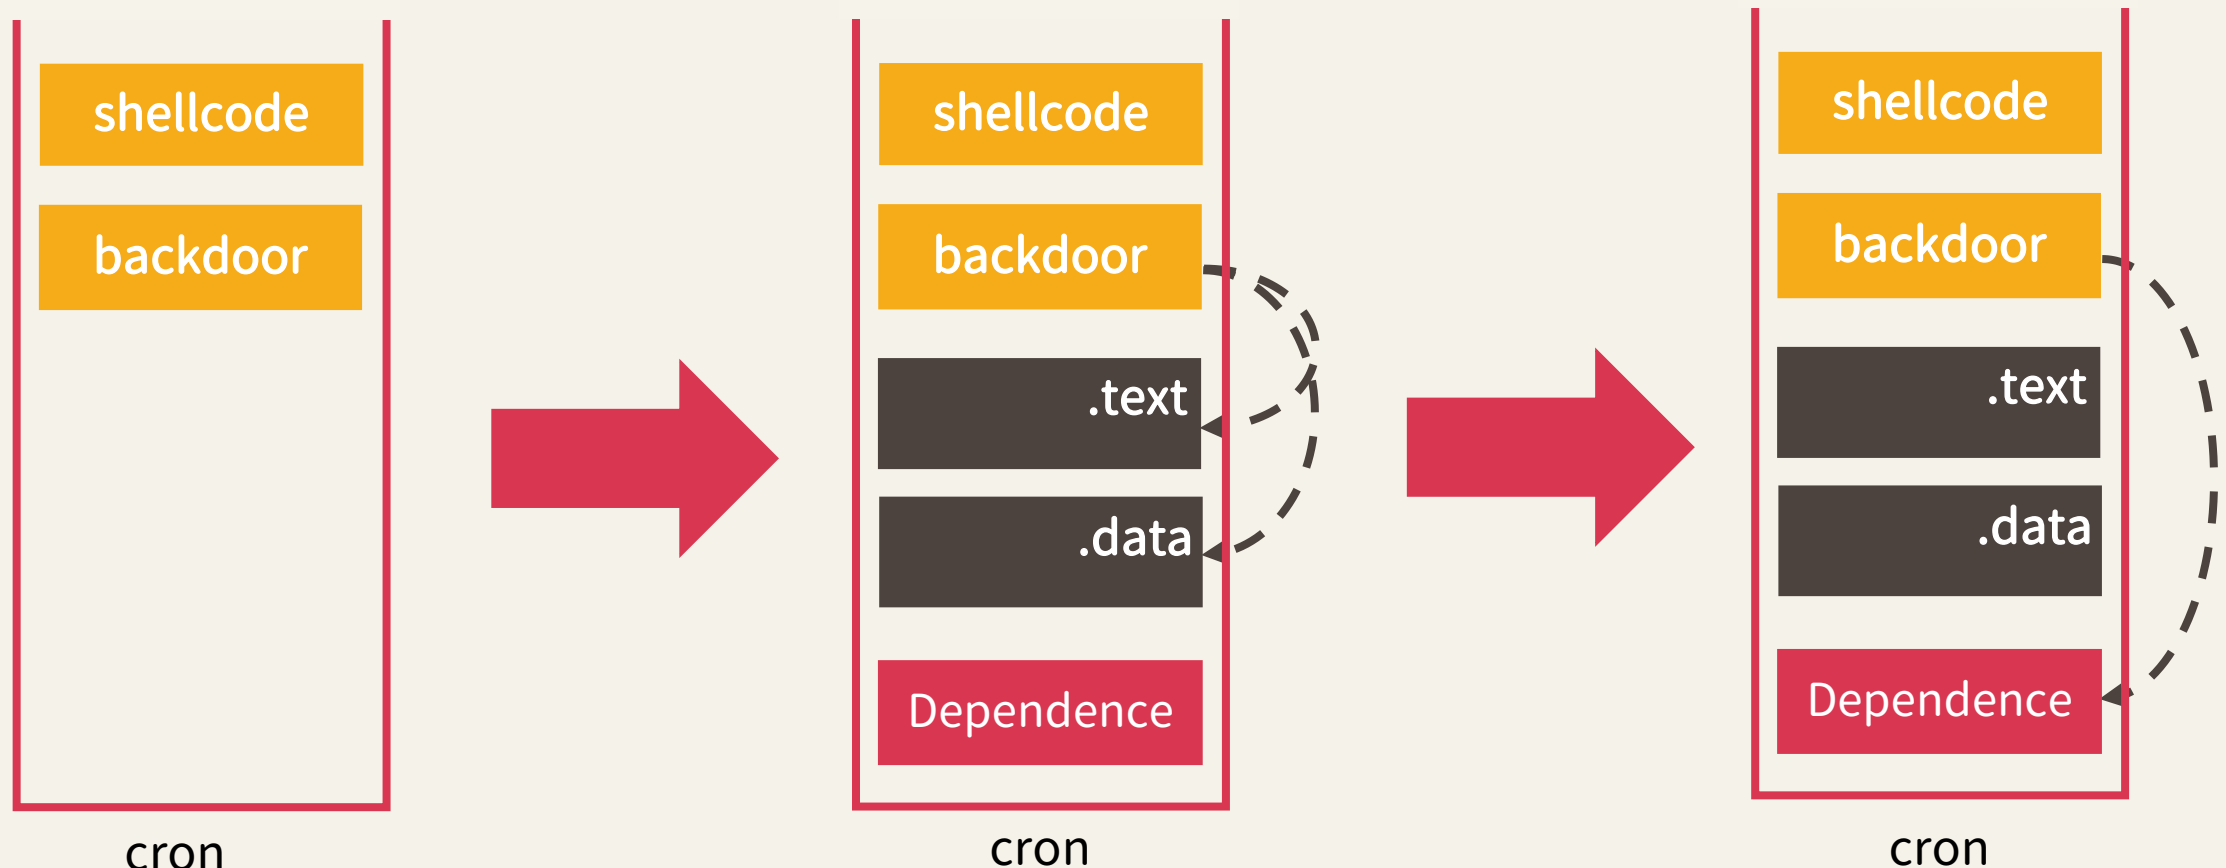 shellcode
backdoor
cron
shellcode
backdoor
.text
.data
Dependence
cron
shellcode
backdoor
.text
.data
Dependence
cron